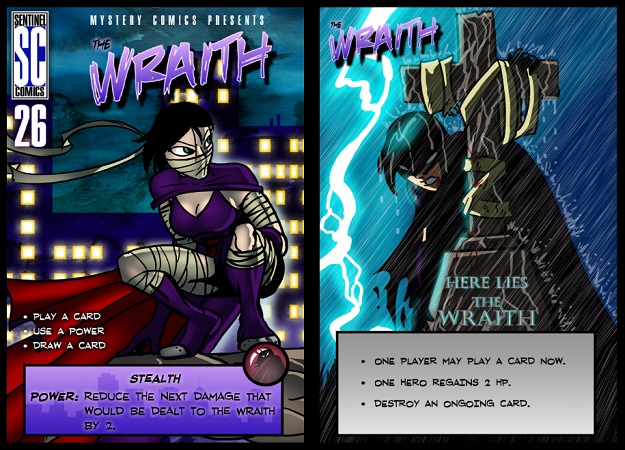 SENTINEL
SC
COMICS
26
MYSTERY COMICS PRESENTS
THE
WRAITH
• PLAY A CARD
• USE A POWER
• DRAW A CARD
STEALTH
POWER: REDUCE THE NEXT DAMAGE THAT
WOULD BE DEALT TO THE WRAITH
BY 2.
THE
WRAITH
HERE LIES
THE
WRAITH
• ONE PLAYER MAY PLAY A CARD NOW.
• ONE HERO REGAINS 2 HP.
• DESTROY AN ONGOING CARD.